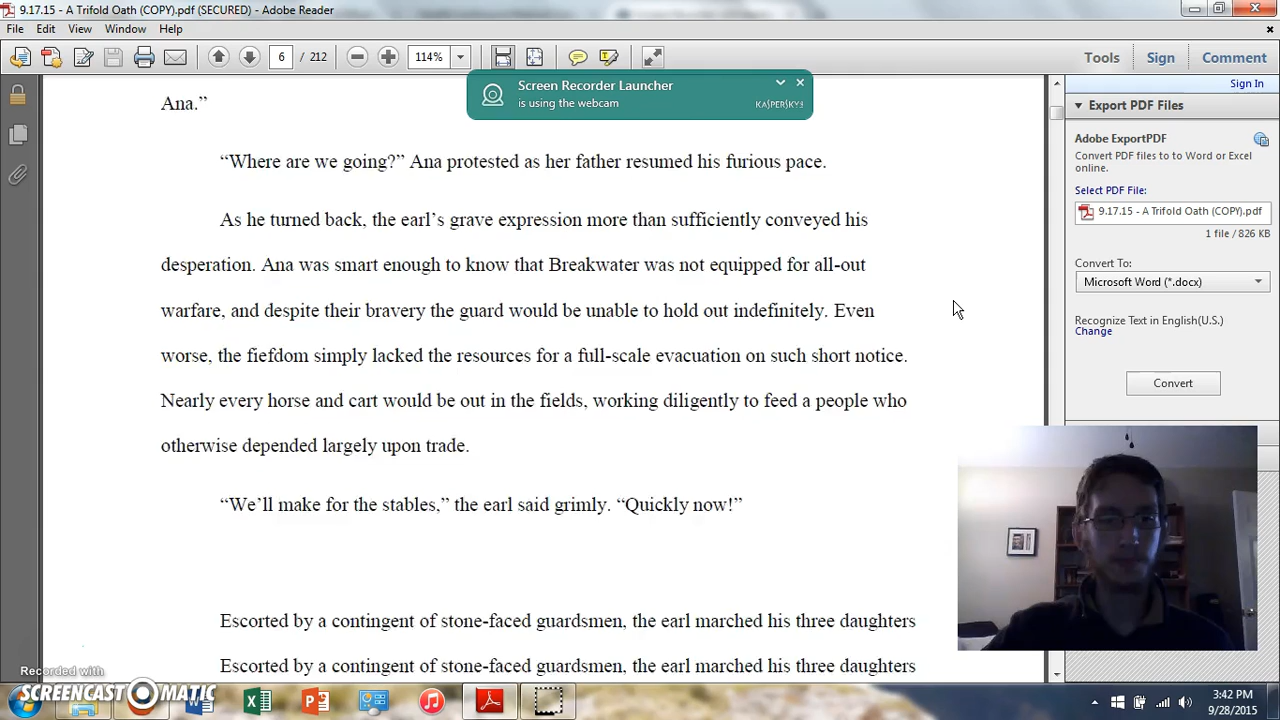 9.17.15 - A Trifold Oath (COPY).pdf (SECURED) - Adobe Reader
File Edit View Window Help
6 / 212 114% Tools Sign Comment
Screen Recorder Launcher
is using the webcam
KASPERSKY
Sign In
Export PDF Files
Adobe ExportPDF
Convert PDF files to to Word or Excel
online.
Select PDF File:
9.17.15 - A Trifold Oath (COPY).pdf
1 file / 826 KB
Convert To:
Microsoft Word (*.docx)
Recognize Text in English(U.S.)
Change
Convert
Ana.”
“Where are we going?” Ana protested as her father resumed his furious pace.
As he turned back, the earl’s grave expression more than sufficiently conveyed his
desperation. Ana was smart enough to know that Breakwater was not equipped for all-out
warfare, and despite their bravery the guard would be unable to hold out indefinitely. Even
worse, the fiefdom simply lacked the resources for a full-scale evacuation on such short notice.
Nearly every horse and cart would be out in the fields, working diligently to feed a people who
otherwise depended largely upon trade.
“We’ll make for the stables,” the earl said grimly. “Quickly now!”
Escorted by a contingent of stone-faced guardsmen, the earl marched his three daughters
Escorted by a contingent of stone-faced guardsmen, the earl marched his three daughters
Recorded with
SCREENCAST MATIC
3:42 PM
9/28/2015